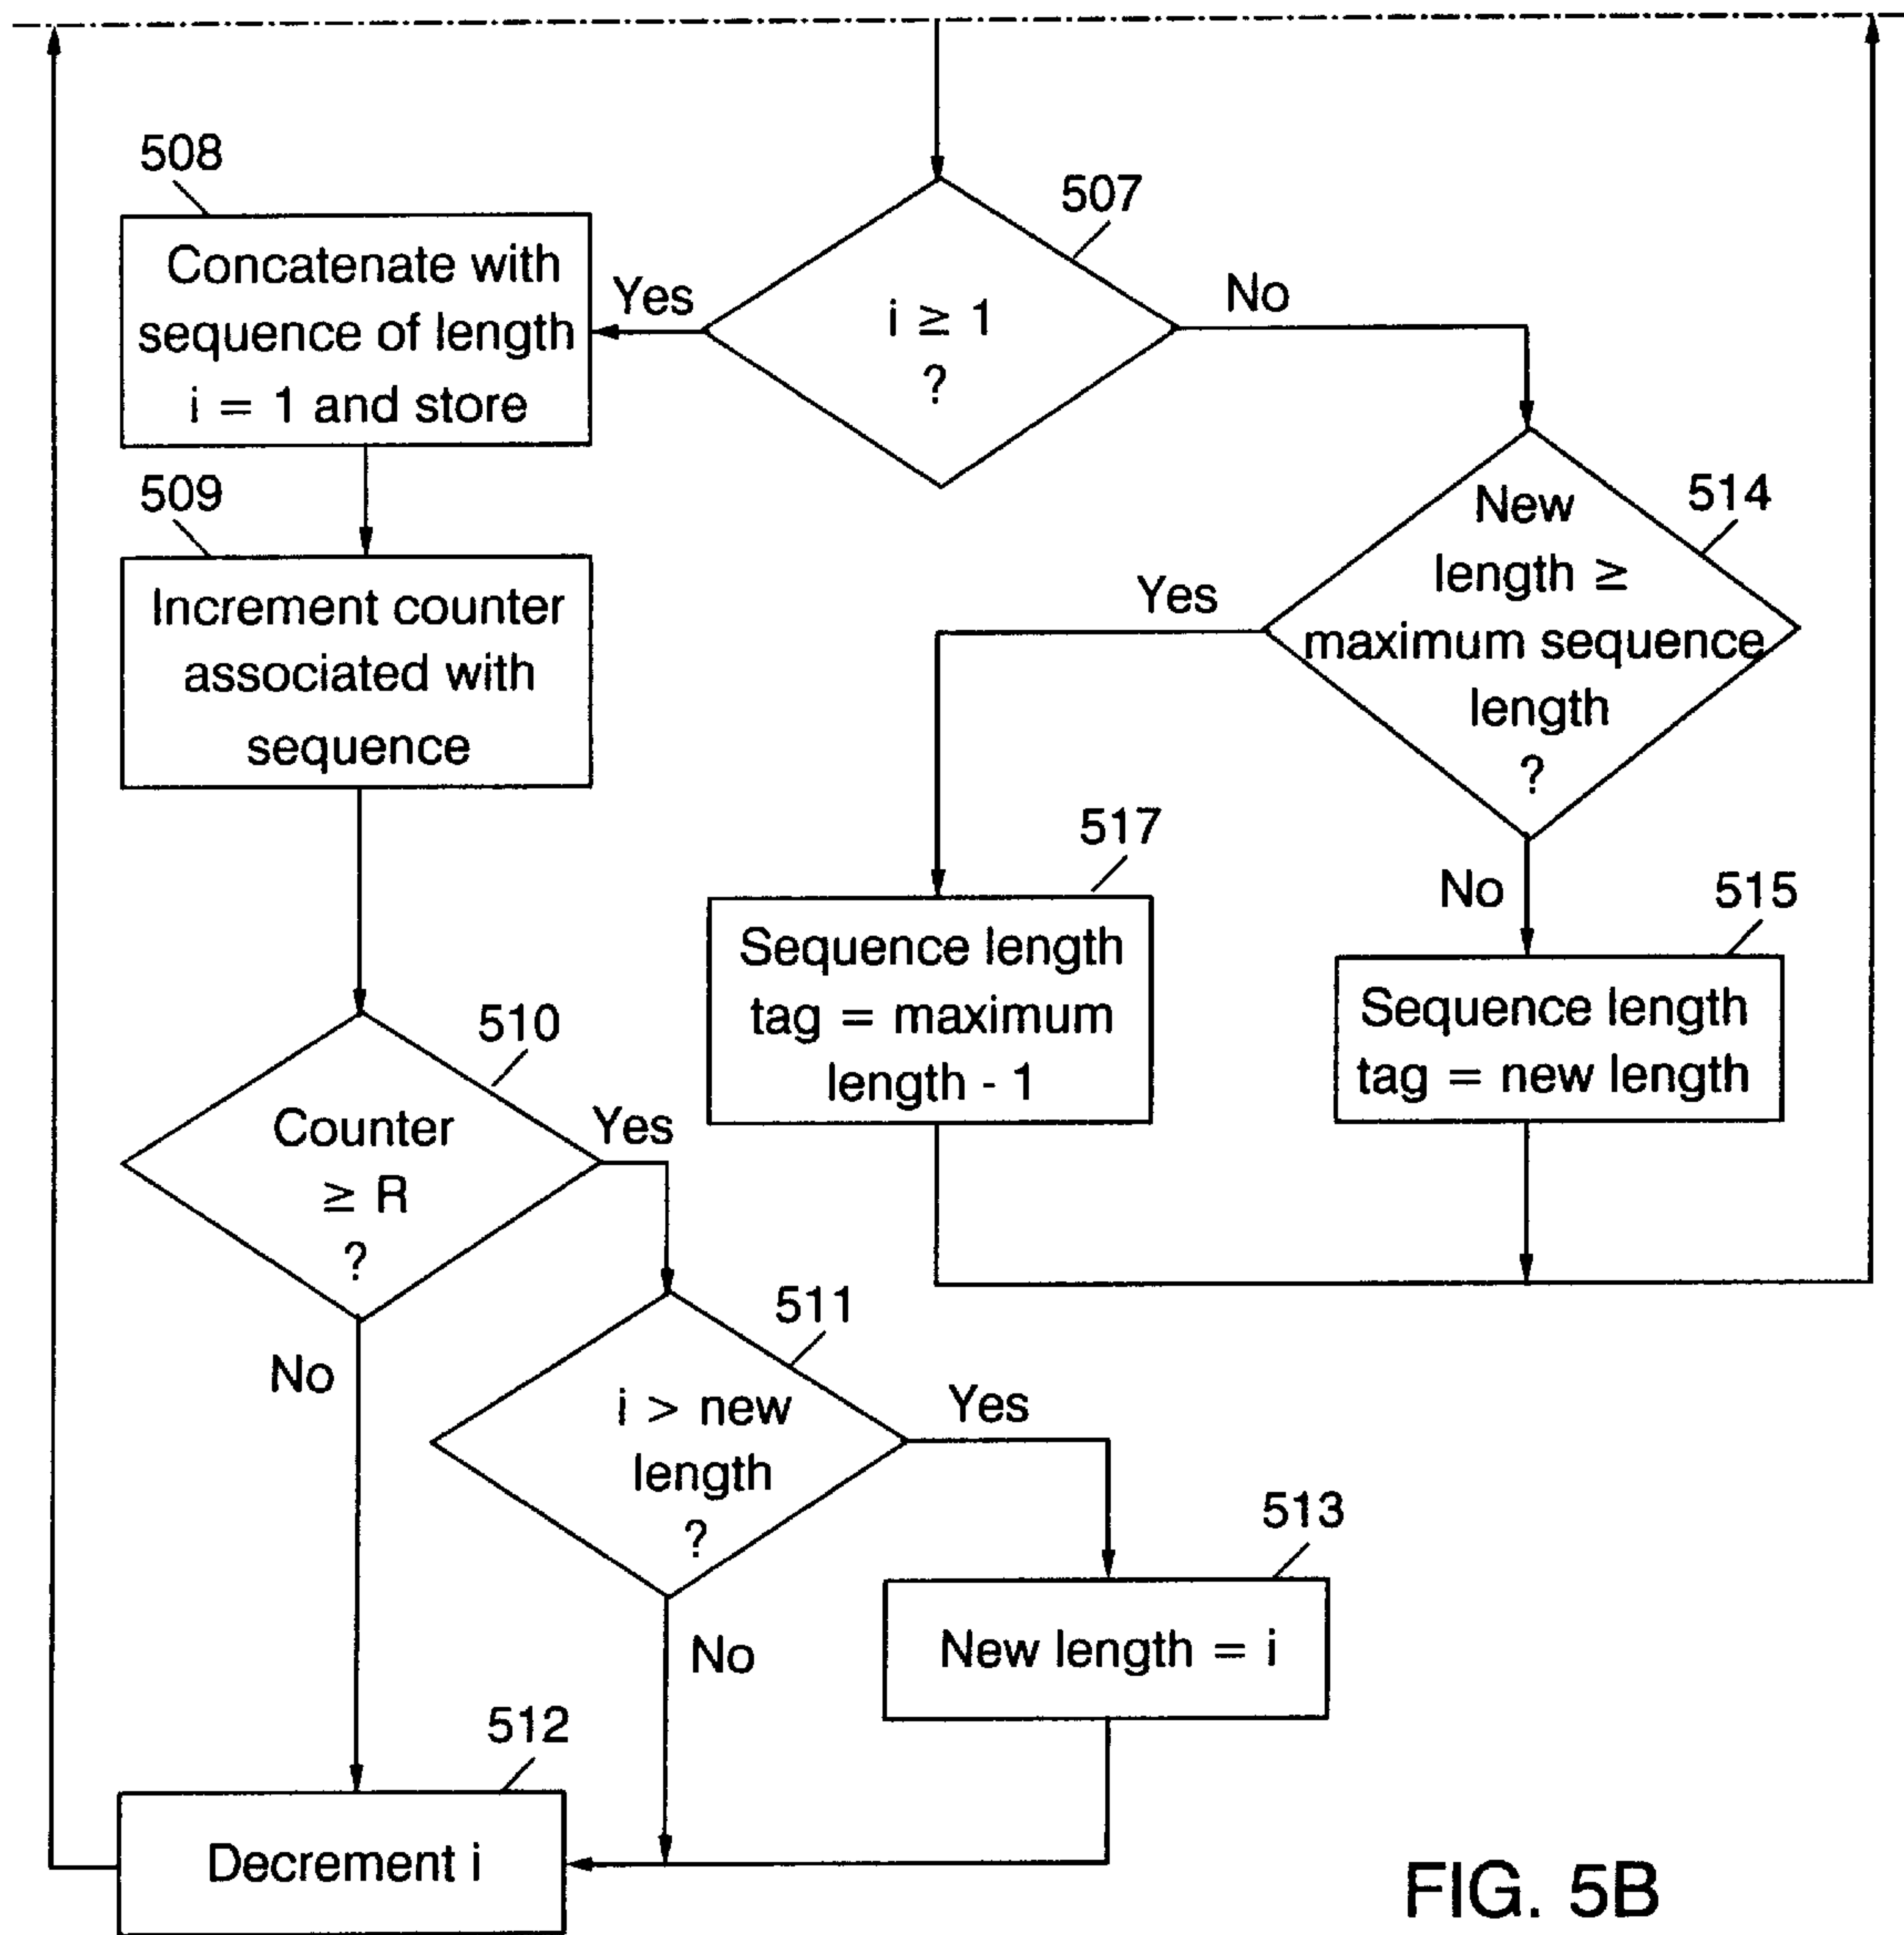 508
Concatenate with
sequence of length
i = 1 and store
507
i ≥ 1
?
Yes
No
509
Increment counter
associated with
sequence
514
New
length ≥
maximum sequence
length
?
Yes
No
517
Sequence length
tag = maximum
length - 1
515
Sequence length
tag = new length
510
Counter
≥ R
?
Yes
No
511
i > new
length
?
Yes
No
513
New length = i
512
Decrement i
FIG. 5B